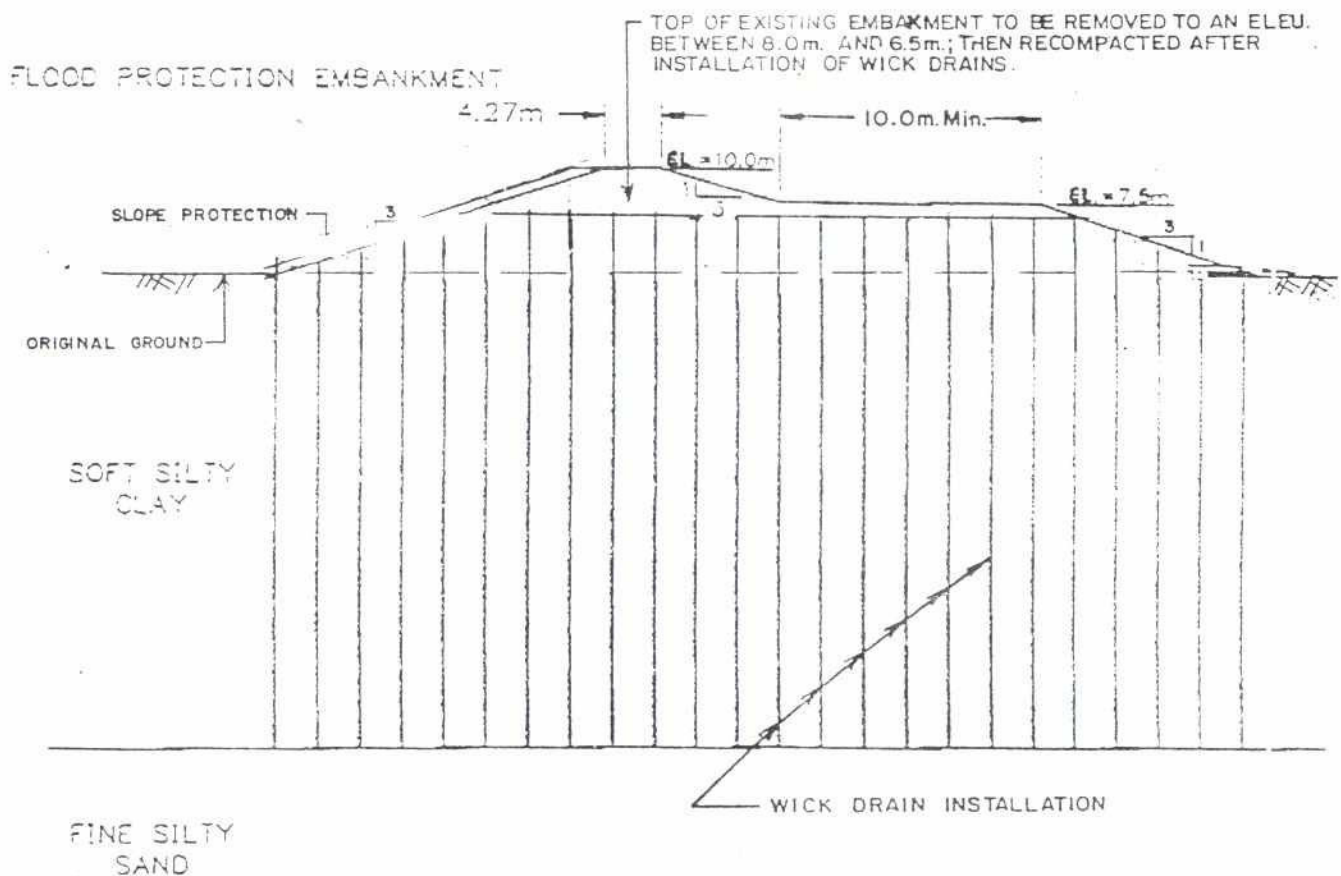 TOP OF EXISTING EMBAKMENT TO BE REMOVED TO AN ELEU.
BETWEEN 8.0m. AND 6.5m.; THEN RECOMPACTED AFTER
INSTALLATION OF WICK DRAINS.
FLOOD PROTECTION EMBANKMENT
4.27m
10.0m.Min.
EL = 10.0m
1
3
EL = 7.5m
SLOPE PROTECTION
3
3
1
ORIGINAL GROUND
SOFT SILTY
CLAY
WICK DRAIN INSTALLATION
FINE SILTY
SAND